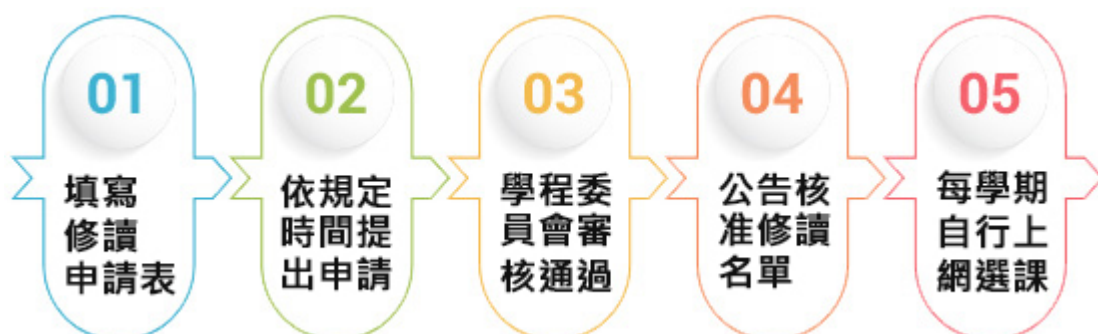 01
填寫
修讀
申請表
02
依規定
時間提
出申請
03
學程委
員會審
核通過
04
公告核
准修讀
名單
05
每學期
自行上
網選課